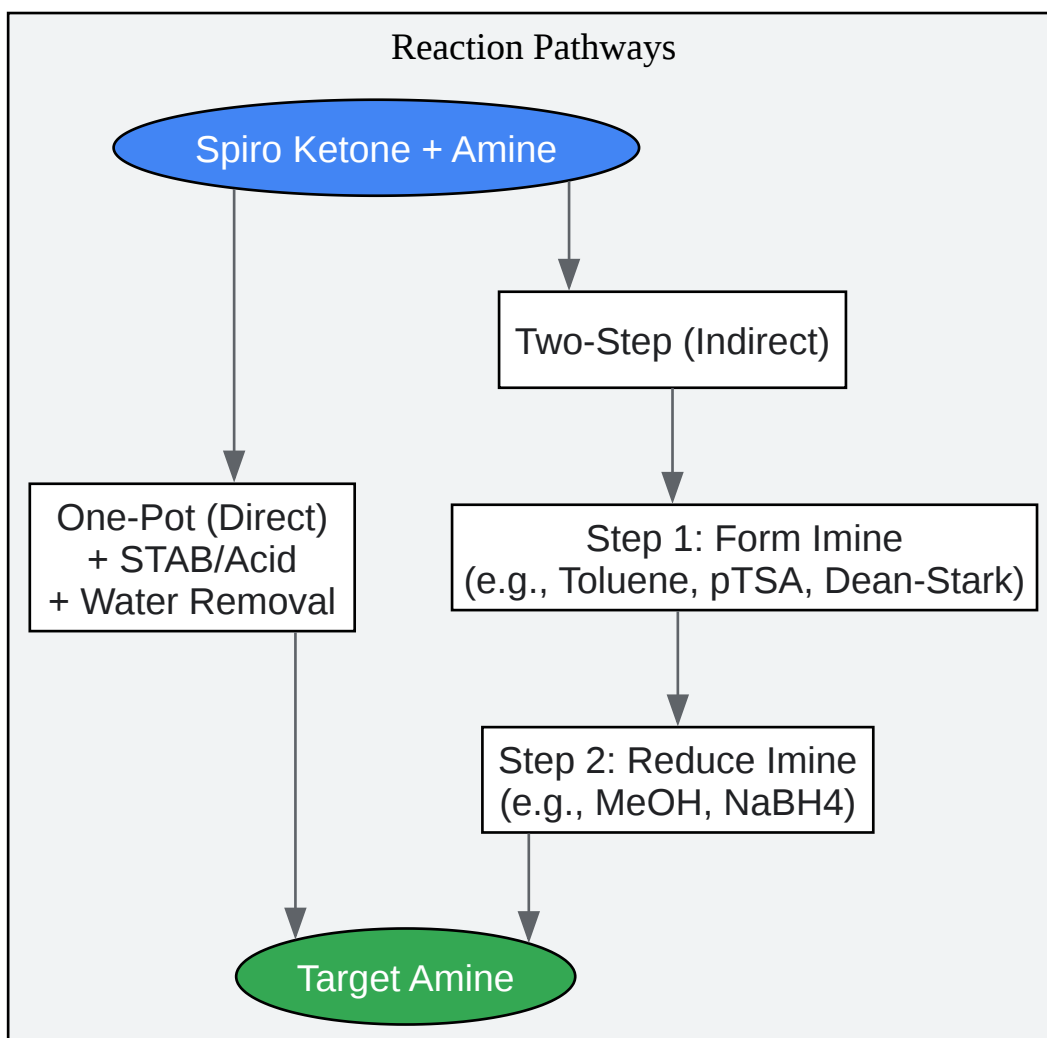 Reaction Pathways
Spiro Ketone + Amine
Two-Step (Indirect)
One-Pot (Direct)
+ STAB/Acid
+ Water Removal
Step 1: Form Imine
(e.g., Toluene, pTSA, Dean-Stark)
Step 2: Reduce Imine
(e.g., MeOH, NaBH4)
Target Amine